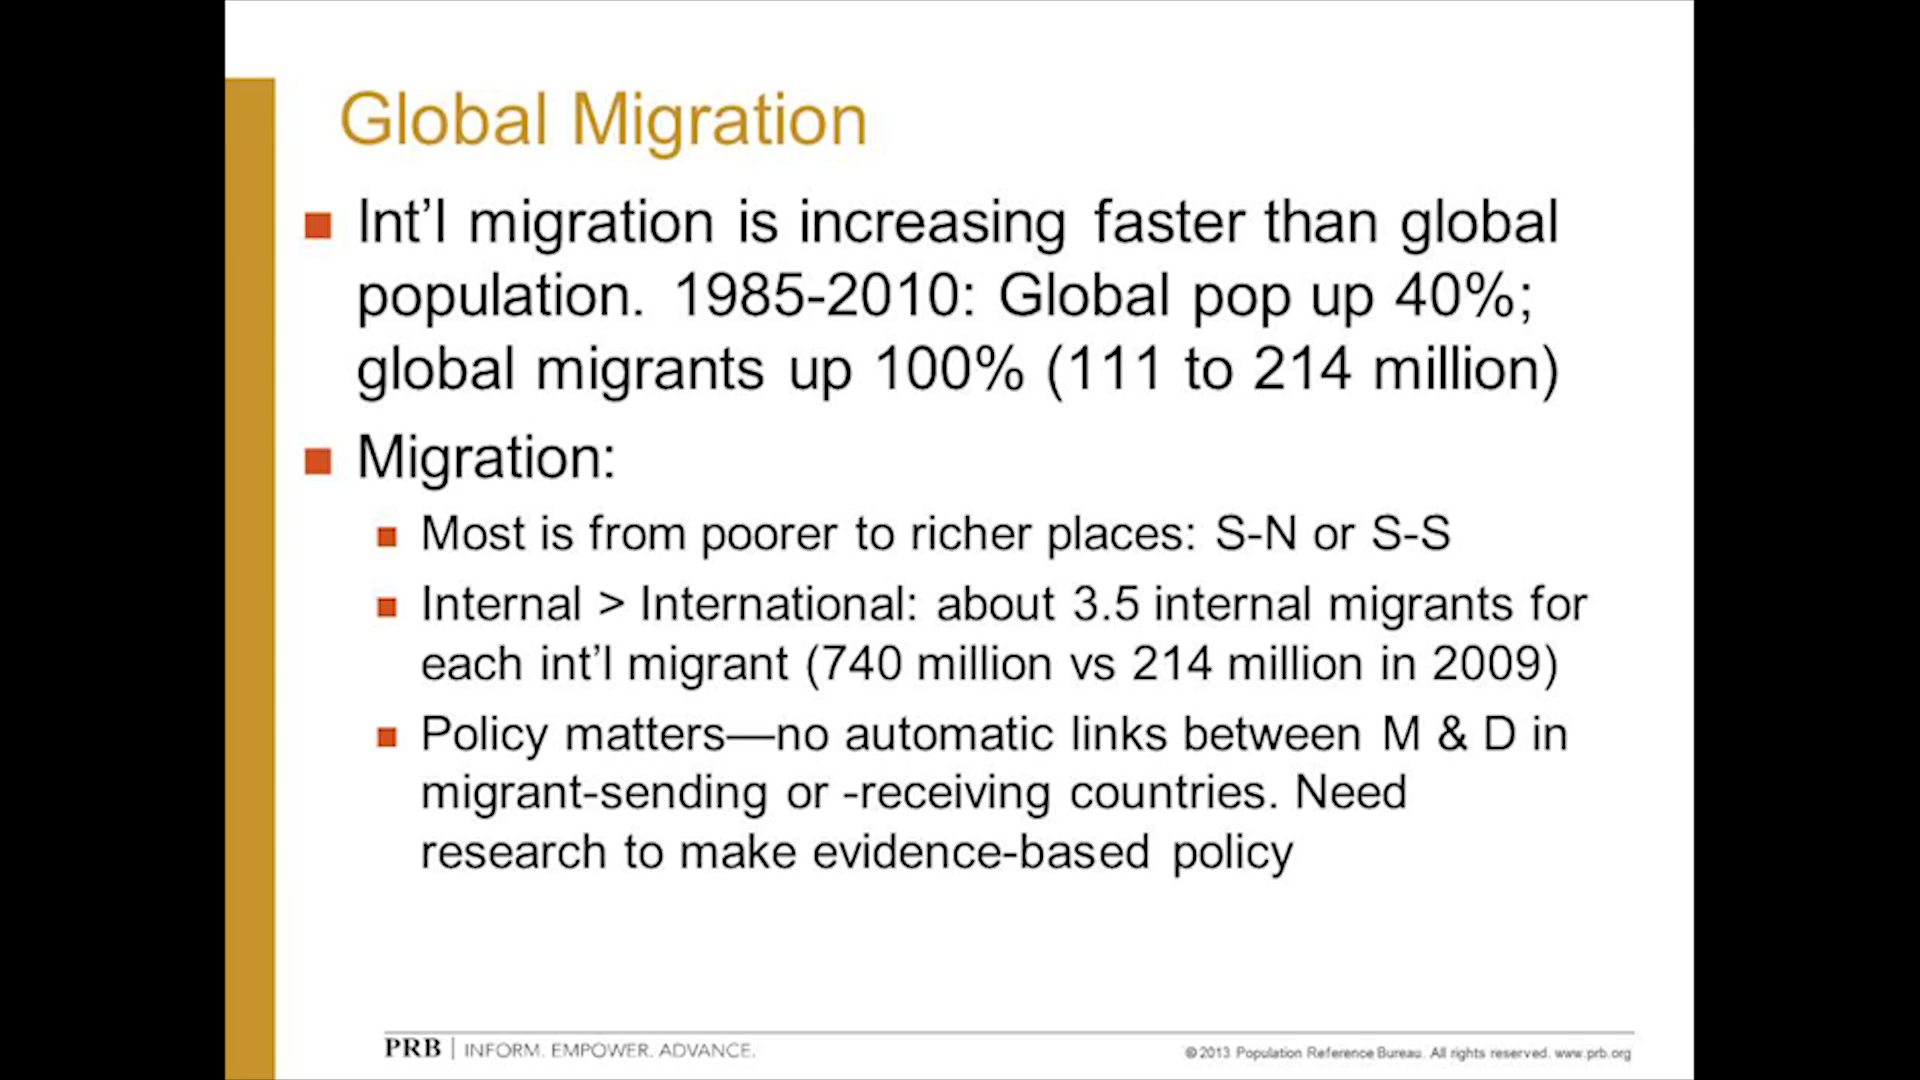 Global Migration
Int’l migration is increasing faster than global
population. 1985-2010: Global pop up 40%;
global migrants up 100% (111 to 214 million)
Migration:
Most is from poorer to richer places: S-N or S-S
Internal > International: about 3.5 internal migrants for
each int’l migrant (740 million vs 214 million in 2009)
Policy matters—no automatic links between M & D in
migrant-sending or -receiving countries. Need
research to make evidence-based policy
PRB | INFORM. EMPOWER. ADVANCE.
© 2013 Population Reference Bureau. All rights reserved. www.prb.org